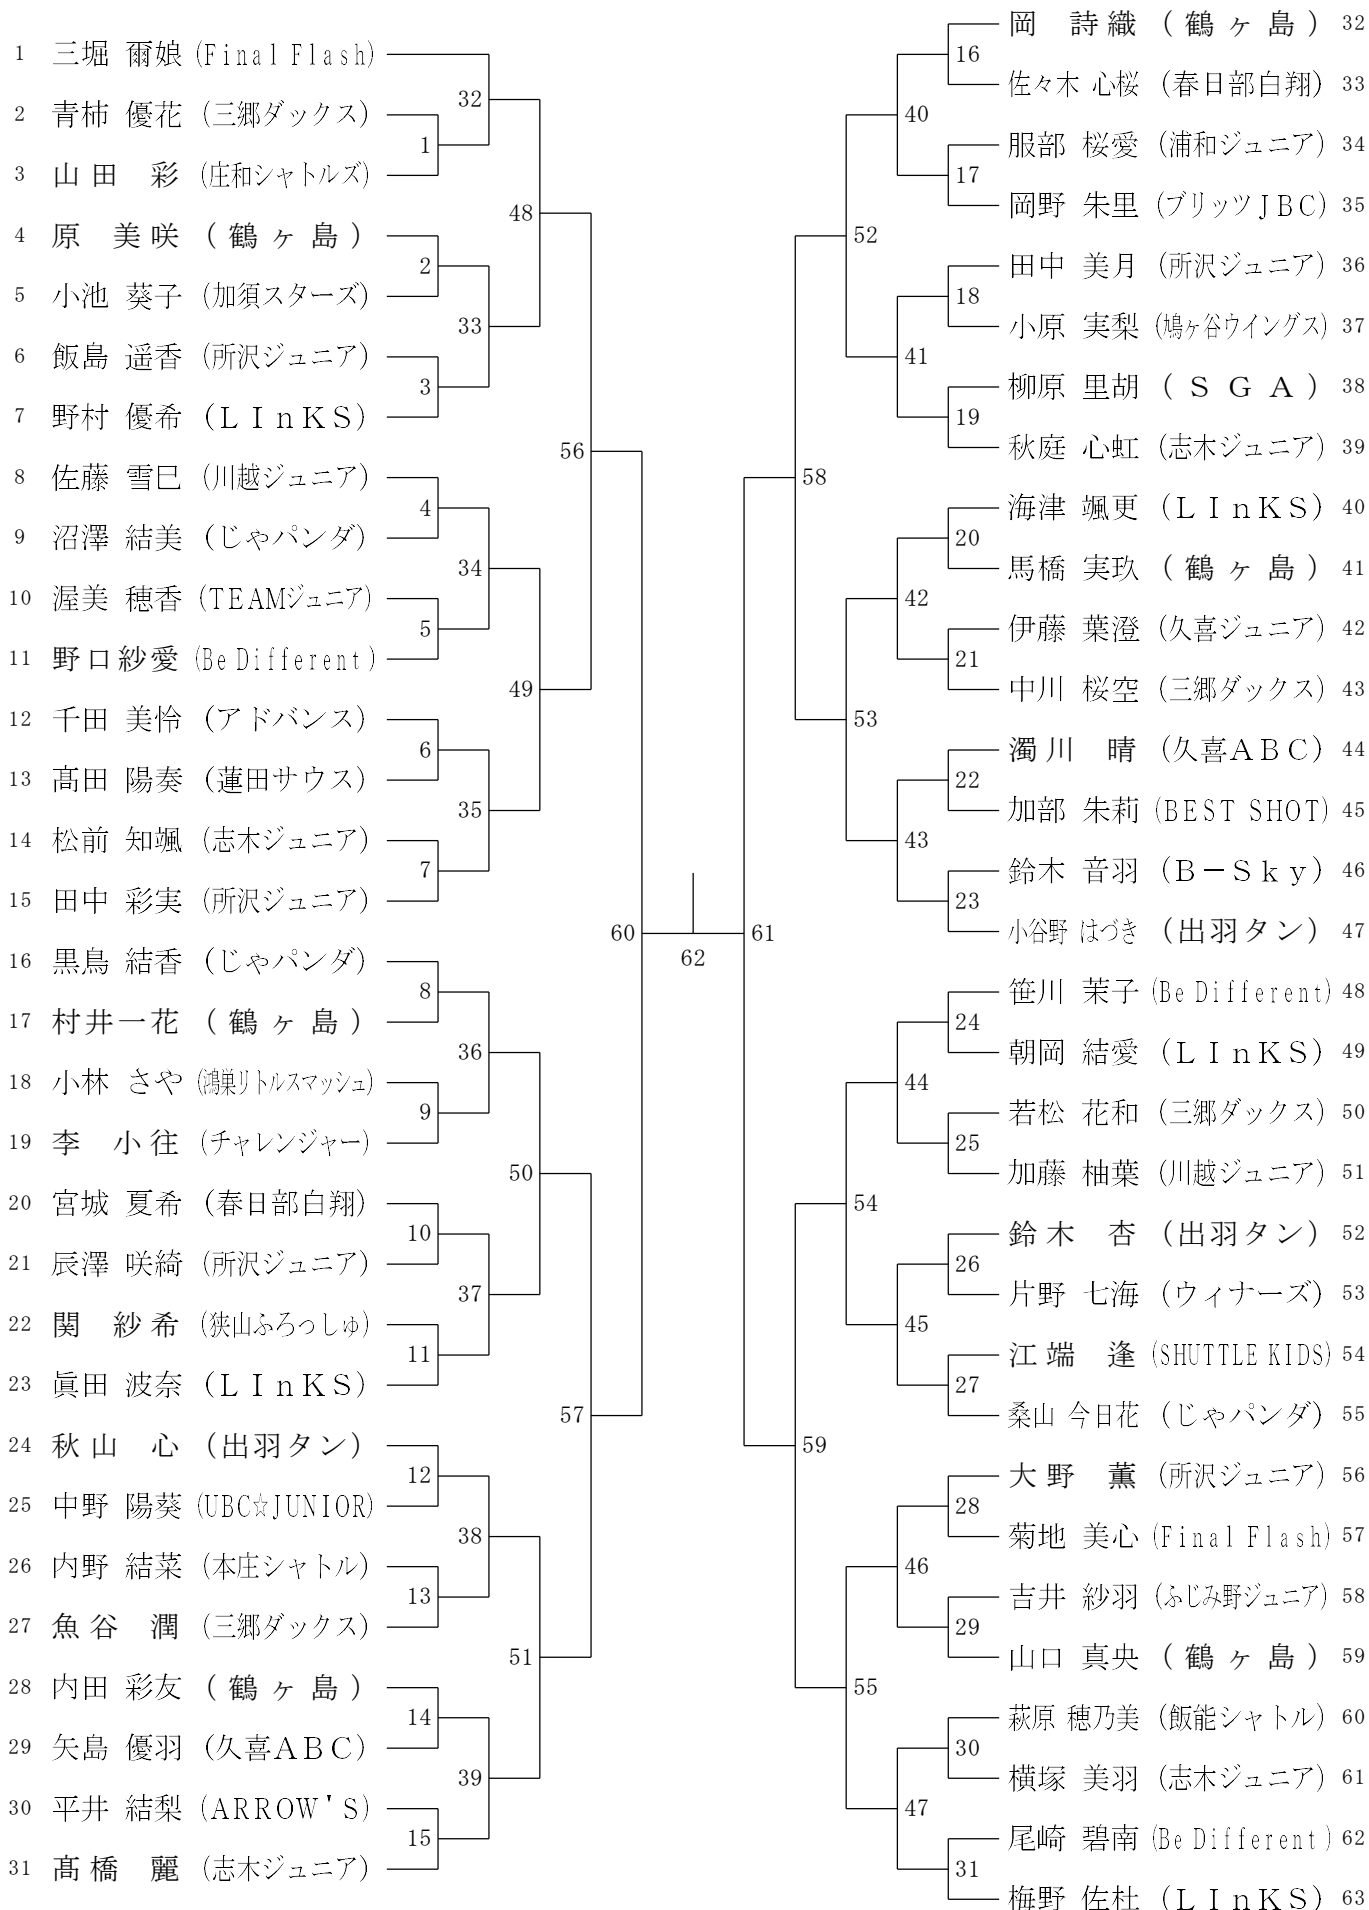 1 三堀 爾娘 (Final Flash)
2 青柿 優花 (三郷ダックス)
3 山田 彩 (庄和シャトルズ)
4 原 美咲 (鶴ヶ島)
5 小池 葵子 (加須スターズ)
6 飯島 遥香 (所沢ジュニア)
7 野村 優希 (LInKS)
8 佐藤 雪巳 (川越ジュニア)
9 沼澤 結美 (じゃパンダ)
10 渥美 穂香 (TEAMジュニア)
11 野口紗愛 (Be Different)
12 千田 美怜 (アドバンス)
13 髙田 陽奏 (蓮田サウス)
14 松前 知颯 (志木ジュニア)
15 田中 彩実 (所沢ジュニア)
16 黒鳥 結香 (じゃパンダ)
17 村井一花 (鶴ヶ島)
18 小林 さや (鴻巣リトルスマッシュ)
19 李 小往 (チャレンジャー)
20 宮城 夏希 (春日部白翔)
21 辰澤 咲綺 (所沢ジュニア)
22 関 紗希 (狭山ふろっしゅ)
23 眞田 波奈 (LInKS)
24 秋山 心 (出羽タン)
25 中野 陽葵 (UBC☆JUNIOR)
26 内野 結菜 (本庄シャトル)
27 魚谷 潤 (三郷ダックス)
28 内田 彩友 (鶴ヶ島)
29 矢島 優羽 (久喜ABC)
30 平井 結梨 (ARROW'S)
31 髙橋 麗 (志木ジュニア)
1
2
3
4
5
6
7
8
9
10
11
12
13
14
15
32
33
34
35
36
37
38
39
48
49
50
51
56
57
60
62
61
58
59
52
53
54
55
40
41
42
43
44
45
46
47
16
17
18
19
20
21
22
23
24
25
26
27
28
29
30
31
岡 詩織 (鶴ヶ島) 32
佐々木 心桜 (春日部白翔) 33
服部 桜愛 (浦和ジュニア) 34
岡野 朱里 (ブリッツJBC) 35
田中 美月 (所沢ジュニア) 36
小原 実梨 (鳩ヶ谷ウイングス) 37
柳原 里胡 (SGA) 38
秋庭 心虹 (志木ジュニア) 39
海津 颯更 (LInKS) 40
馬橋 実玖 (鶴ヶ島) 41
伊藤 葉澄 (久喜ジュニア) 42
中川 桜空 (三郷ダックス) 43
濁川 晴 (久喜ABC) 44
加部 朱莉 (BEST SHOT) 45
鈴木 音羽 (B－Sky) 46
小谷野 はづき (出羽タン) 47
笹川 茉子 (Be Different) 48
朝岡 結愛 (LInKS) 49
若松 花和 (三郷ダックス) 50
加藤 柚葉 (川越ジュニア) 51
鈴木 杏 (出羽タン) 52
片野 七海 (ウィナーズ) 53
江端 逢 (SHUTTLE KIDS) 54
桑山 今日花 (じゃパンダ) 55
大野 薫 (所沢ジュニア) 56
菊地 美心 (Final Flash) 57
吉井 紗羽 (ふじみ野ジュニア) 58
山口 真央 (鶴ヶ島) 59
萩原 穂乃美 (飯能シャトル) 60
横塚 美羽 (志木ジュニア) 61
尾崎 碧南 (Be Different) 62
梅野 佐杜 (LInKS) 63